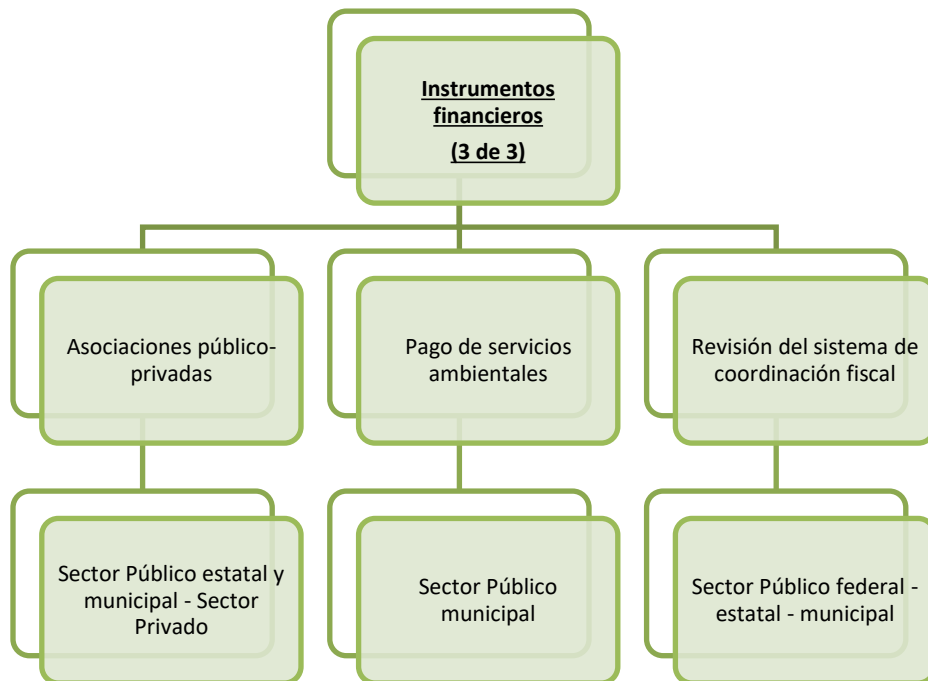 Instrumentos
financieros
(3 de 3)
Asociaciones público-
privadas
Pago de servicios
ambientales
Revisión del sistema de
coordinación fiscal
Sector Público estatal y
municipal - Sector
Privado
Sector Público
municipal
Sector Público federal -
estatal - municipal